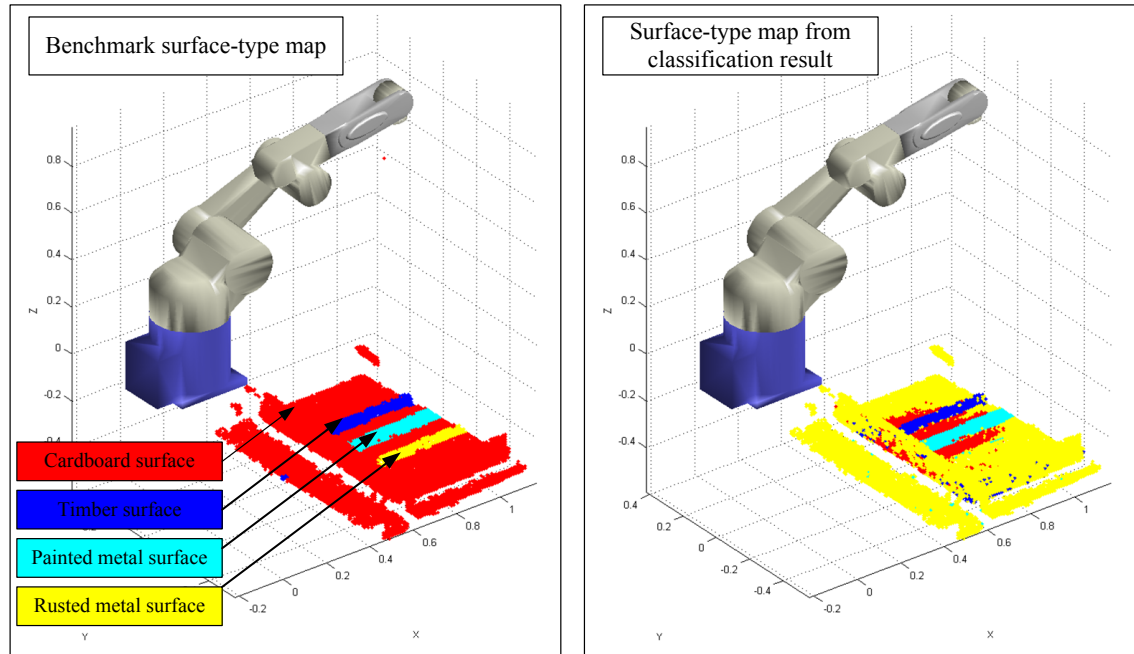 Benchmark surface-type map
0.8
0.6
0.4
0.2
0
-0.2
-0.4
Z
Cardboard surface
Timber surface
Painted metal surface
Rusted metal surface
-0.2
0
0.2
0.4
0.6
0.8
1
Y
X
Surface-type map from
classification result
0.8
0.6
0.4
0.2
0
-0.2
-0.4
Z
0.4
0.2
0
-0.2
-0.4
-0.2
0
0.2
0.4
0.6
0.8
1
Y
X